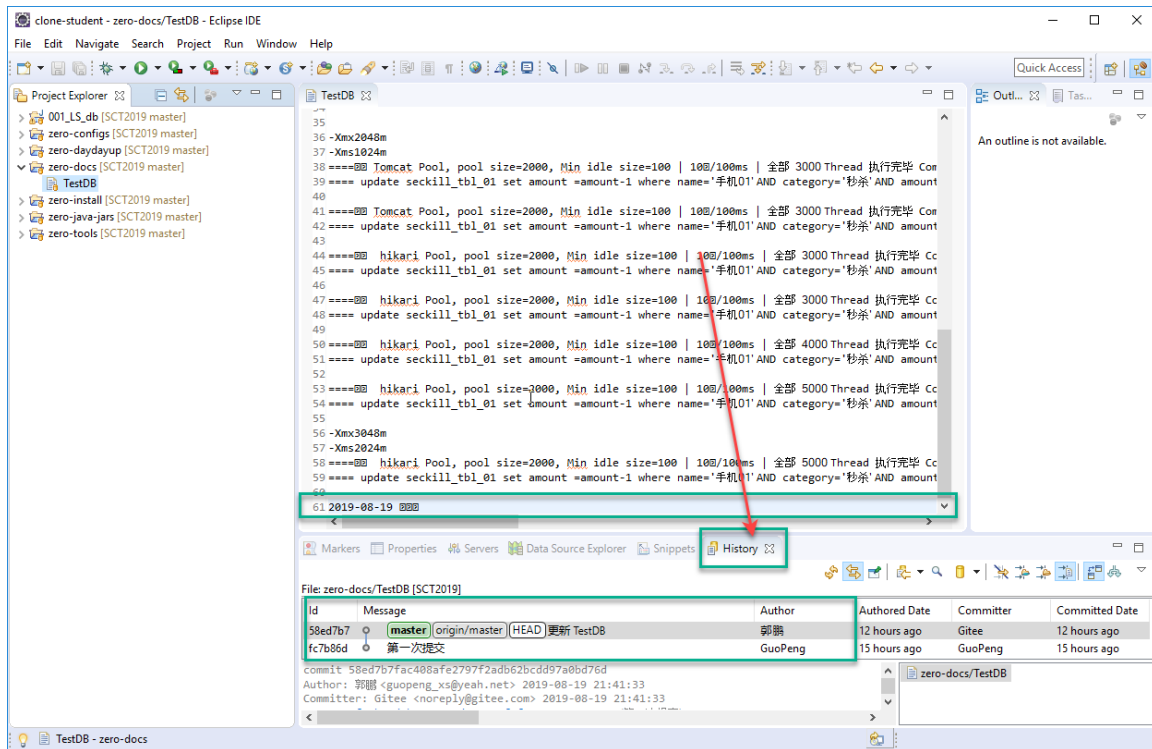 clone-student - zero-docs/TestDB - Eclipse IDE
File Edit Navigate Search Project Run Window Help
Quick Access
Project Explorer
001_LS_db [SCT2019 master]
zero-configs [SCT2019 master]
zero-daydayup [SCT2019 master]
zero-docs [SCT2019 master]
TestDB
zero-install [SCT2019 master]
zero-java-jars [SCT2019 master]
zero-tools [SCT2019 master]
TestDB
35
36 -Xmx2048m
37 -Xms1024m
38 ==== Tomcat Pool, pool size=2000, Min idle size=100 | 10/100ms | 全部 3000 Thread 执行完毕 Com
39 ==== update seckill_tbl_01 set amount =amount-1 where name='手机01'AND category='秒杀'AND amount
40
41 ==== Tomcat Pool, pool size=2000, Min idle size=100 | 10/100ms | 全部 3000 Thread 执行完毕 Com
42 ==== update seckill_tbl_01 set amount =amount-1 where name='手机01'AND category='秒杀'AND amount
43
44 ==== hikari Pool, pool size=2000, Min idle size=100 | 10/100ms | 全部 3000 Thread 执行完毕 Cc
45 ==== update seckill_tbl_01 set amount =amount-1 where name='手机01'AND category='秒杀'AND amount
46
47 ==== hikari Pool, pool size=2000, Min idle size=100 | 10/100ms | 全部 3000 Thread 执行完毕 Cc
48 ==== update seckill_tbl_01 set amount =amount-1 where name='手机01'AND category='秒杀'AND amount
49
50 ==== hikari Pool, pool size=2000, Min idle size=100 | 10/100ms | 全部 4000 Thread 执行完毕 Cc
51 ==== update seckill_tbl_01 set amount =amount-1 where name='手机01'AND category='秒杀'AND amount
52
53 ==== hikari Pool, pool size=2000, Min idle size=100 | 10/100ms | 全部 5000 Thread 执行完毕 Cc
54 ==== update seckill_tbl_01 set amount =amount-1 where name='手机01'AND category='秒杀'AND amount
55
56 -Xmx3048m
57 -Xms2024m
58 ==== hikari Pool, pool size=2000, Min idle size=100 | 10/100ms | 全部 5000 Thread 执行完毕 Cc
59 ==== update seckill_tbl_01 set amount =amount-1 where name='手机01'AND category='秒杀'AND amount
60
61 2019-08-19
Outl... Tas...
An outline is not available.
Markers Properties Servers Data Source Explorer Snippets History
File: zero-docs/TestDB [SCT2019]
Id Message Author Authored Date Committer Committed Date
58ed7b7 master origin/master HEAD 更新 TestDB 郭鹏 12 hours ago Gitee 12 hours ago
fc7b86d 第一次提交 GuoPeng 15 hours ago GuoPeng 15 hours ago
commit 58ed7b7fac408afe2797f2adb62bcdd97a0bd76d
Author: 郭鹏 <guopeng_xs@yeah.net> 2019-08-19 21:41:33
Committer: Gitee <noreply@gitee.com> 2019-08-19 21:41:33
zero-docs/TestDB
TestDB - zero-docs